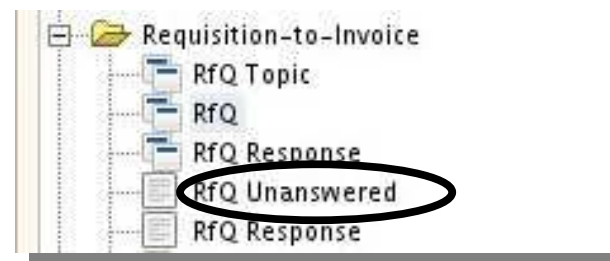 Requisition-to-Invoice
RfQ Topic
RfQ
RfQ Response
RfQ Unanswered
RfQ Response